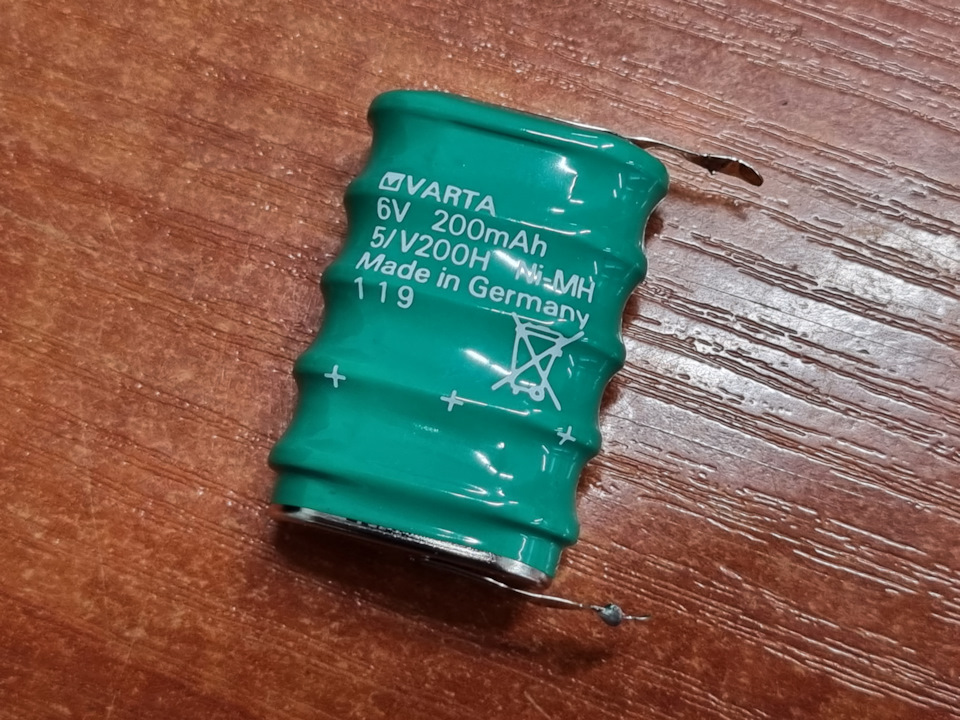 VARTA
6V 200mAh
5/V200H Ni-MH
Made in Germany
119
+ + +